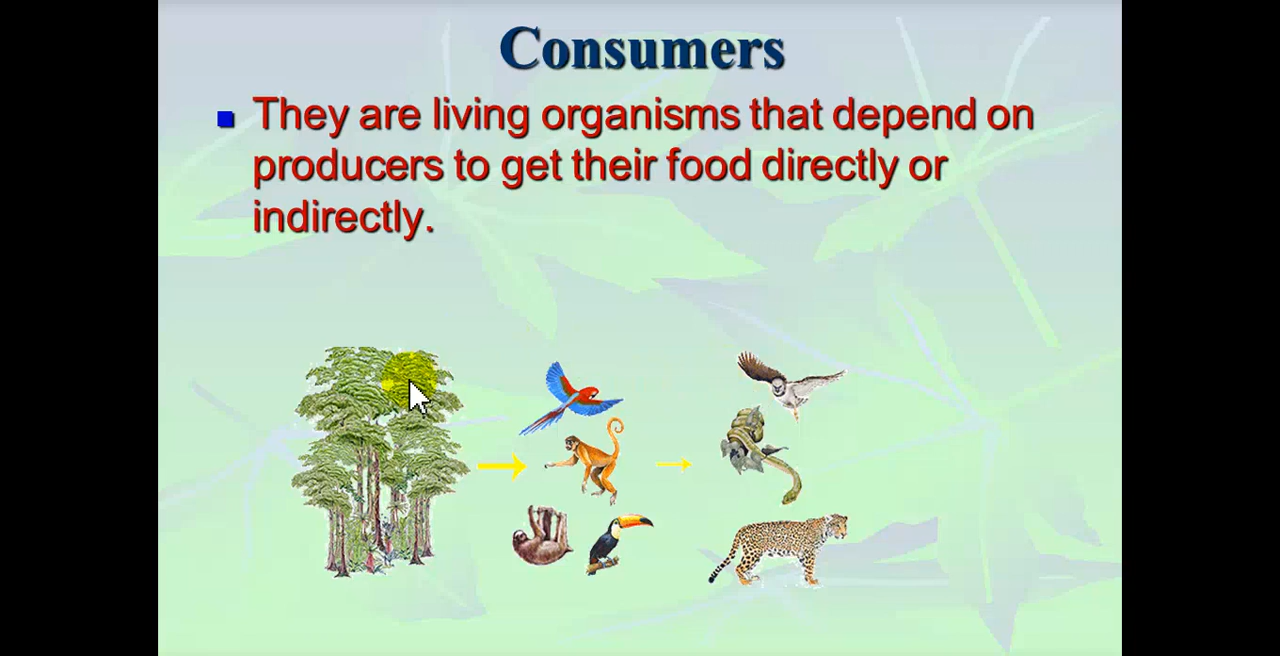 Consumers
They are living organisms that depend on
producers to get their food directly or
indirectly.